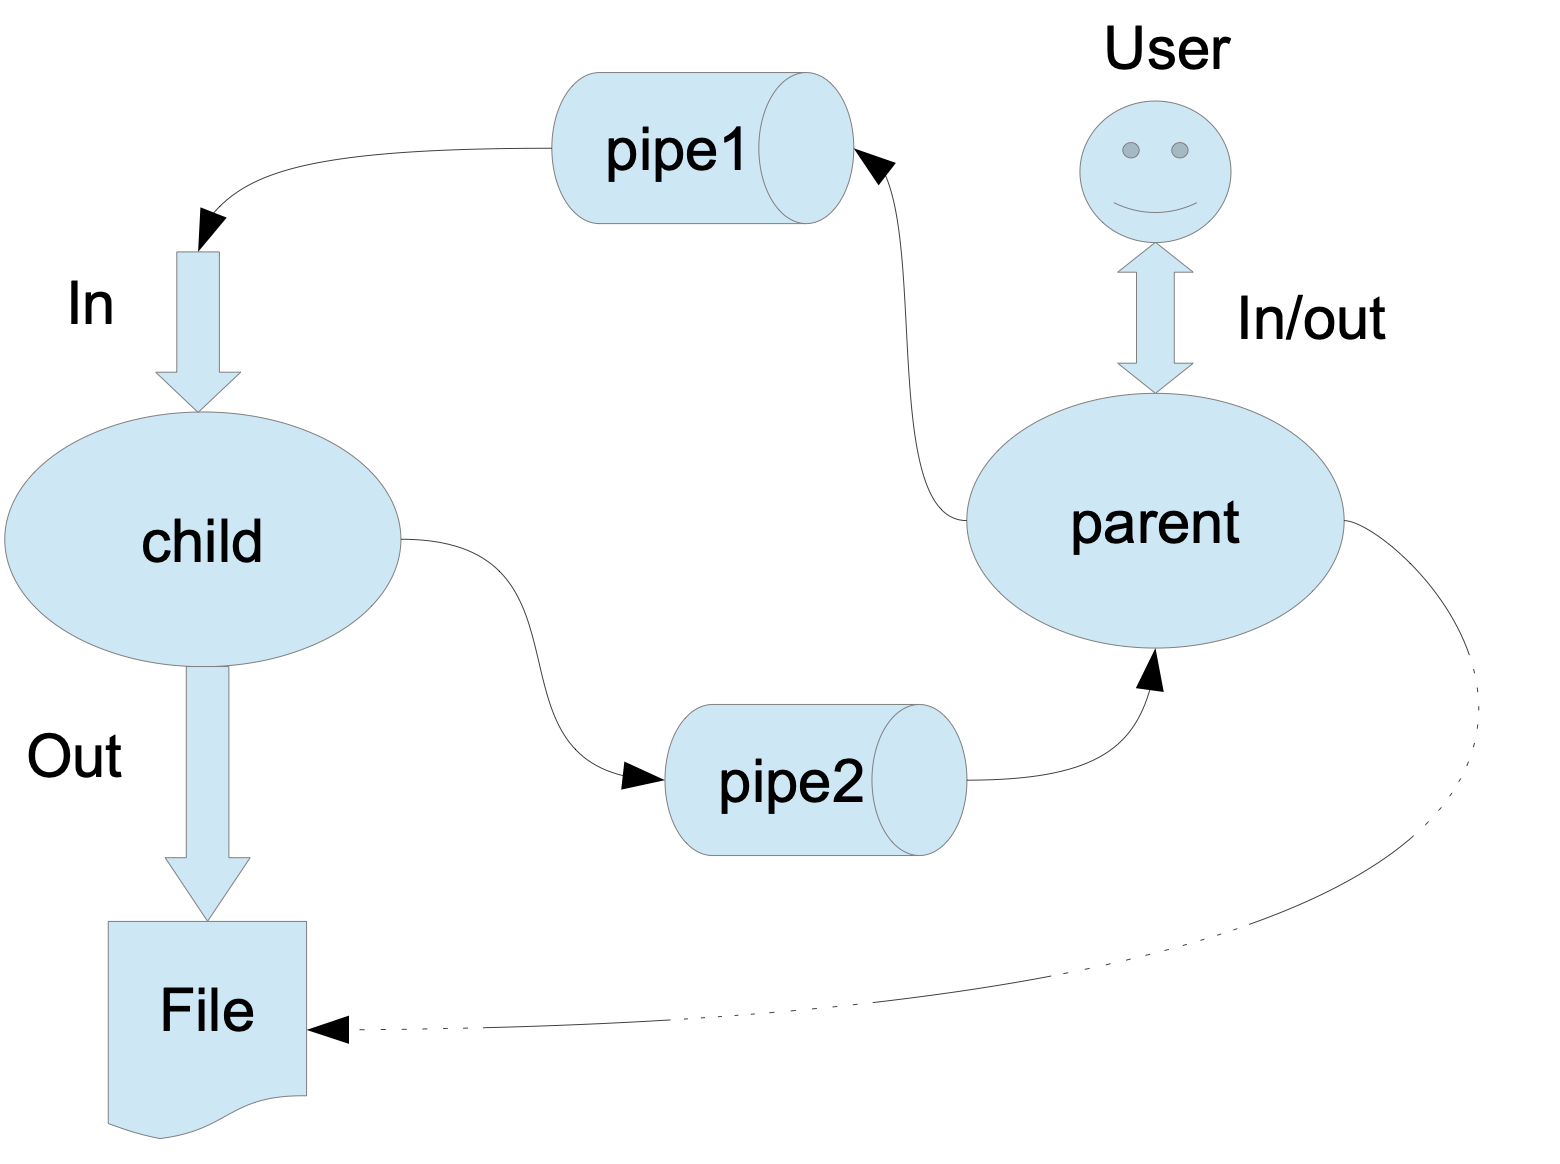 User
pipe1
In
In/out
child
parent
Out
pipe2
File